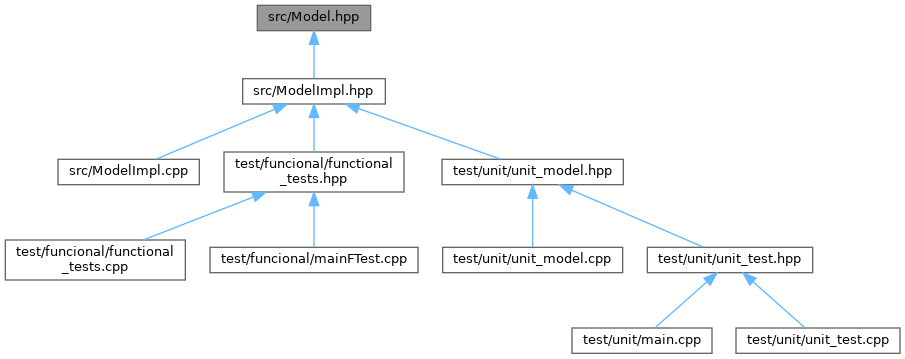 src/Model.hpp
src/ModelImpl.hpp
src/ModelImpl.cpp
test/funcional/functional
_tests.hpp
test/unit/unit_model.hpp
test/funcional/functional
_tests.cpp
test/funcional/mainFTest.cpp
test/unit/unit_model.cpp
test/unit/unit_test.hpp
test/unit/main.cpp
test/unit/unit_test.cpp